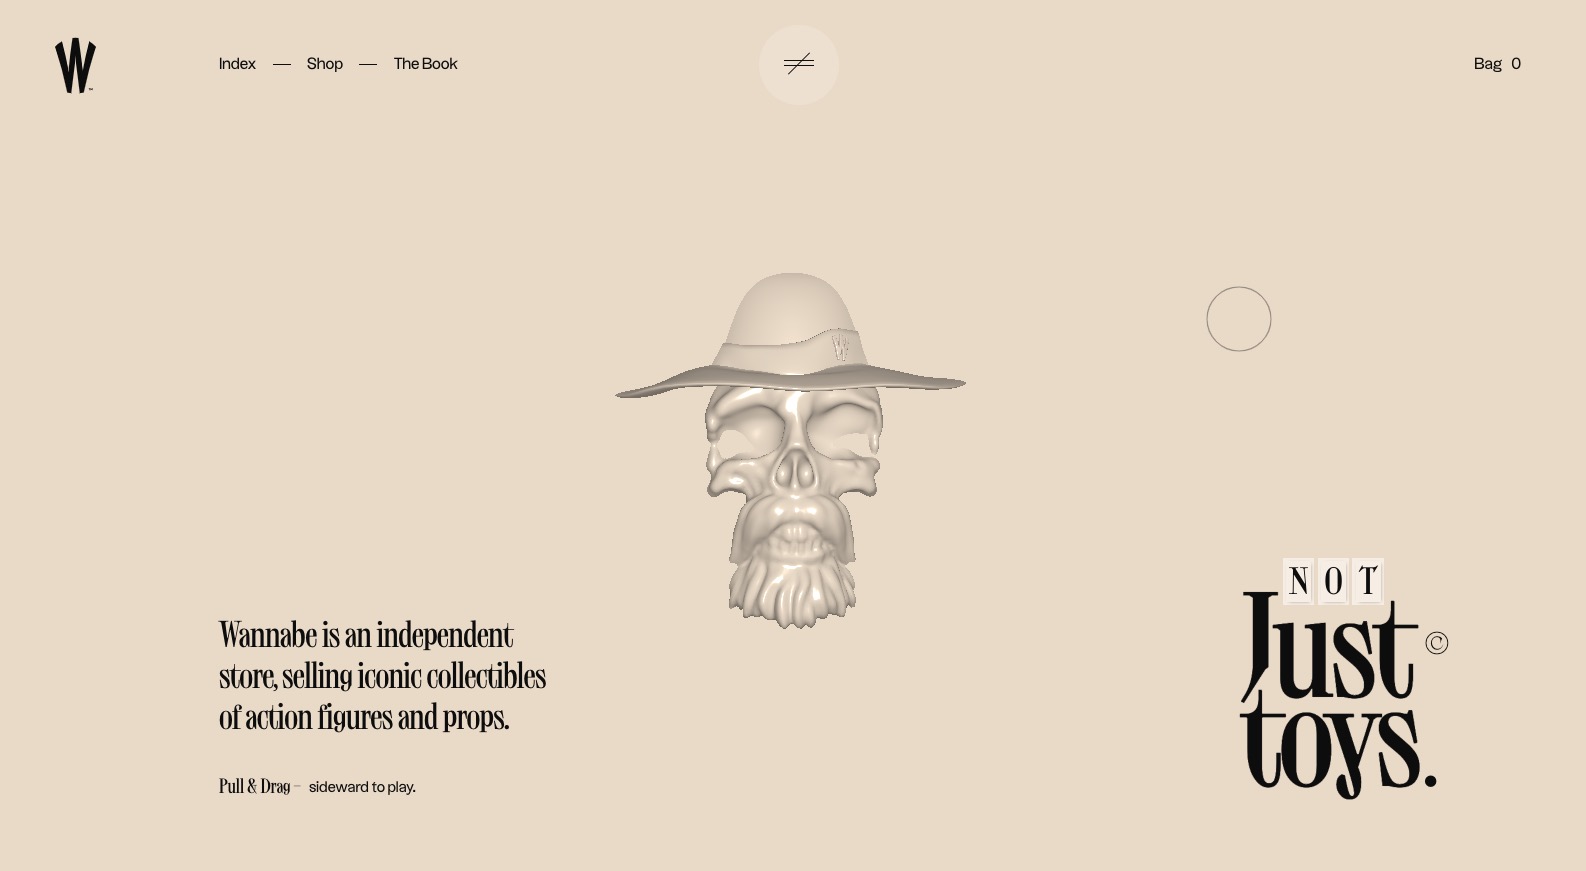 W
Index — Shop — The Book
Bag 0
W
Wannabe is an independent
store, selling iconic collectibles
of action figures and props.
Pull & Drag – sideward to play.
NOT
Just ©
toys.